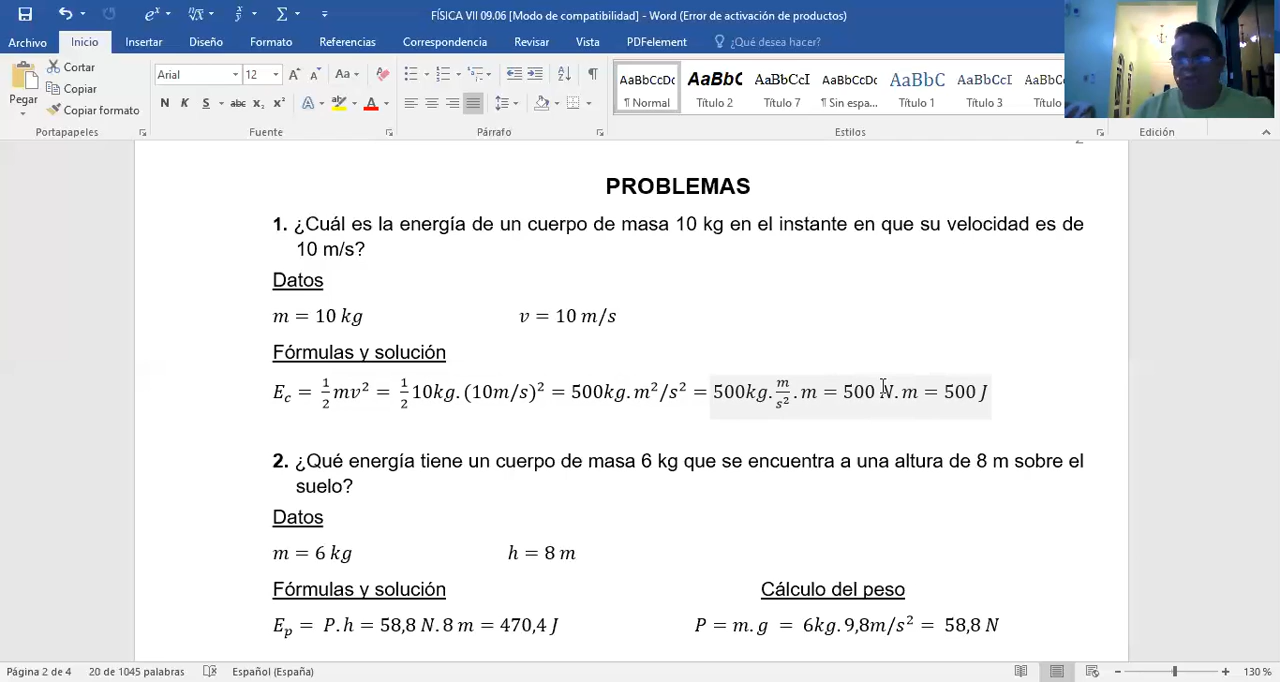 FÍSICA VII 09.06 [Modo de compatibilidad] - Word (Error de activación de productos)
Archivo Inicio Insertar Diseño Formato Referencias Correspondencia Revisar Vista PDFelement ¿Qué desea hacer?
Pegar
Cortar
Copiar
Copiar formato
Portapapeles
Arial 12
N K S abc x₂ x²
Fuente
Párrafo
AaBbCcDc AaBbC AaBbCcI AaBbCcDc AaBbC AaBbCcI
¶ Normal Título 2 Título 7 ¶ Sin espa... Título 1 Título 3
Estilos
Edición
PROBLEMAS
1. ¿Cuál es la energía de un cuerpo de masa 10 kg en el instante en que su velocidad es de
10 m/s?
Datos
m = 10 kg v = 10 m/s
Fórmulas y solución
E_c = 1/2 mv² = 1/2 10kg.(10m/s)² = 500kg.m²/s² = 500kg.m/s².m = 500 N.m = 500 J
2. ¿Qué energía tiene un cuerpo de masa 6 kg que se encuentra a una altura de 8 m sobre el
suelo?
Datos
m = 6 kg h = 8 m
Fórmulas y solución Cálculo del peso
E_p = P.h = 58,8 N.8 m = 470,4 J P = m.g = 6kg.9,8m/s² = 58,8 N
Página 2 de 4 20 de 1045 palabras Español (España) 130 %